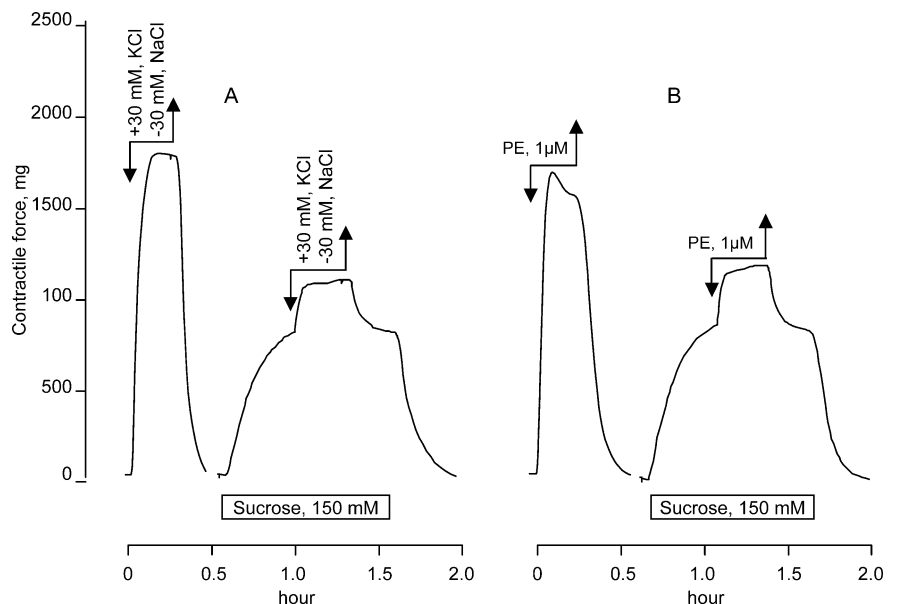 2500
2000
1500
100
500
0
Contractile force, mg
+30 mM, KCl
-30 mM, NaCl
A
+30 mM, KCl
-30 mM, NaCl
Sucrose, 150 mM
0 0.5 1.0 1.5 2.0
hour
B
PE, 1µM
PE, 1µM
Sucrose, 150 mM
0 0.5 1.0 1.5 2.0
hour